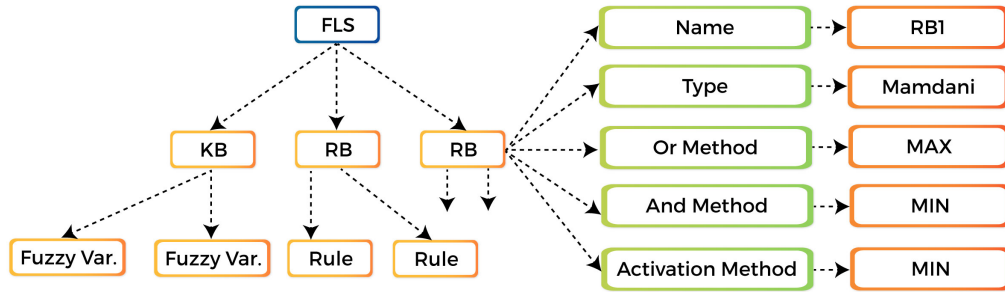 FLS
KB
RB
RB
Fuzzy Var.
Fuzzy Var.
Rule
Rule
Name
RB1
Type
Mamdani
Or Method
MAX
And Method
MIN
Activation Method
MIN